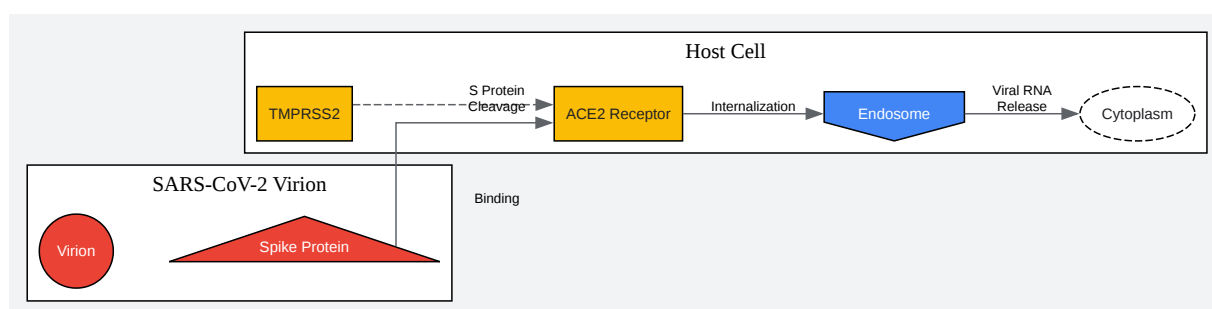 Host Cell
TMPRSS2
S Protein
Cleavage
ACE2 Receptor
Internalization
Endosome
Viral RNA
Release
Cytoplasm
SARS-CoV-2 Virion
Binding
Virion
Spike Protein